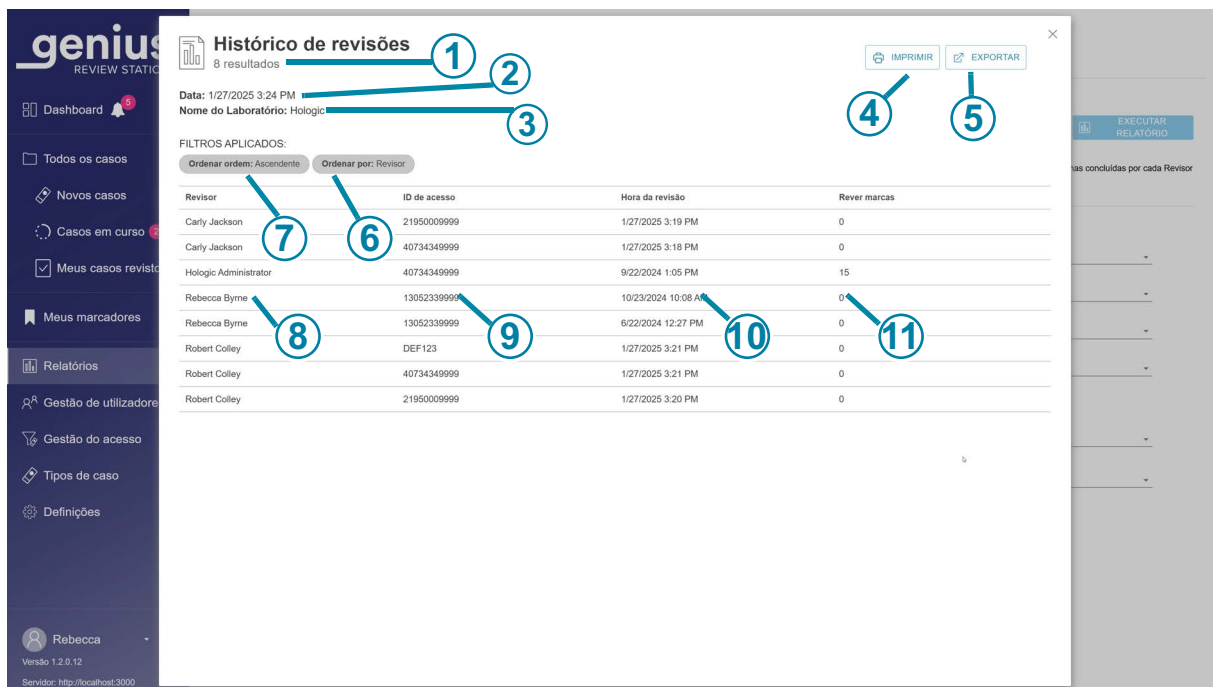 genius
REVIEW STATIO
Dashboard 5
Todos os casos
Novos casos
Casos em curso 2
Meus casos revisto
Meus marcadores
Relatórios
Gestão de utilizadore
Gestão do acesso
Tipos de caso
Definições
Rebecca
Versão 1.2.0.12
Servidor: http://localhost:3000
Histórico de revisões
8 resultados
1
2
3
4
5
IMPRIMIR
EXPORTAR
Data: 1/27/2025 3:24 PM
Nome do Laboratório: Hologic
FILTROS APLICADOS:
Ordenar ordem: Ascendente Ordenar por: Revisor
Revisor ID de acesso Hora da revisão Rever marcas
Carly Jackson 21950009999 1/27/2025 3:19 PM 0
7 6
Carly Jackson 40734349999 1/27/2025 3:18 PM 0
Hologic Administrator 40734349999 9/22/2024 1:05 PM 15
Rebecca Byrne 13052339999 10/23/2024 10:08 AM 0
Rebecca Byrne 13052339999 6/22/2024 12:27 PM 0
8 9 10 11
Robert Colley DEF123 1/27/2025 3:21 PM 0
Robert Colley 40734349999 1/27/2025 3:21 PM 0
Robert Colley 21950009999 1/27/2025 3:20 PM 0
EXECUTAR
RELATÓRIO
nas concluídas por cada Revisor